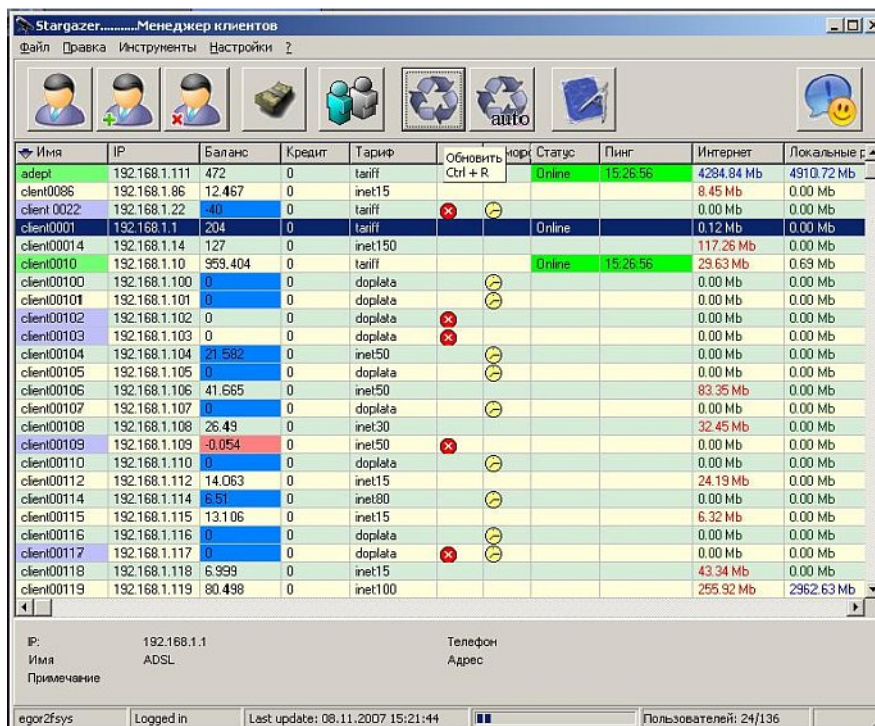 Stargazer..........Менеджер клиентов
Файл Правка Инструменты Настройки ?
auto
Имя IP Баланс Кредит Тариф Статус Пинг Интернет Локальные р
Обновить
Ctrl + R
adept 192.168.1.111 472 0 tariff Online 15:26:56 4284.84 Mb 4910.72 Mb
clent0086 192.168.1.86 12.467 0 inet15 8.45 Mb 0.00 Mb
client 0022 192.168.1.22 -40 0 tariff 0.00 Mb 0.00 Mb
client0001 192.168.1.1 204 0 tariff Online 0.12 Mb 0.00 Mb
client00014 192.168.1.14 127 0 inet150 117.26 Mb 0.00 Mb
client0010 192.168.1.10 959.404 0 tariff Online 15:26:56 29.63 Mb 0.69 Mb
client00100 192.168.1.100 0 0 doplata 0.00 Mb 0.00 Mb
client00101 192.168.1.101 0 0 doplata 0.00 Mb 0.00 Mb
client00102 192.168.1.102 0 0 doplata 0.00 Mb 0.00 Mb
client00103 192.168.1.103 0 0 doplata 0.00 Mb 0.00 Mb
client00104 192.168.1.104 21.582 0 inet50 0.00 Mb 0.00 Mb
client00105 192.168.1.105 0 0 doplata 0.00 Mb 0.00 Mb
client00106 192.168.1.106 41.665 0 inet50 83.35 Mb 0.00 Mb
client00107 192.168.1.107 0 0 doplata 0.00 Mb 0.00 Mb
client00108 192.168.1.108 26.49 0 inet30 32.45 Mb 0.00 Mb
client00109 192.168.1.109 -0.054 0 inet50 0.00 Mb 0.00 Mb
client00110 192.168.1.110 0 0 doplata 0.00 Mb 0.00 Mb
client00112 192.168.1.112 14.063 0 inet15 24.19 Mb 0.00 Mb
client00114 192.168.1.114 6.51 0 inet80 0.00 Mb 0.00 Mb
client00115 192.168.1.115 13.106 0 inet15 6.32 Mb 0.00 Mb
client00116 192.168.1.116 0 0 doplata 0.00 Mb 0.00 Mb
client00117 192.168.1.117 0 0 doplata 0.00 Mb 0.00 Mb
client00118 192.168.1.118 6.999 0 inet15 43.34 Mb 0.00 Mb
client00119 192.168.1.119 80.498 0 inet100 255.92 Mb 2962.63 Mb
IP: 192.168.1.1 Телефон
Имя ADSL Адрес
Примечание
egor2fsys Logged in Last update: 08.11.2007 15:21:44 Пользователей: 24/136